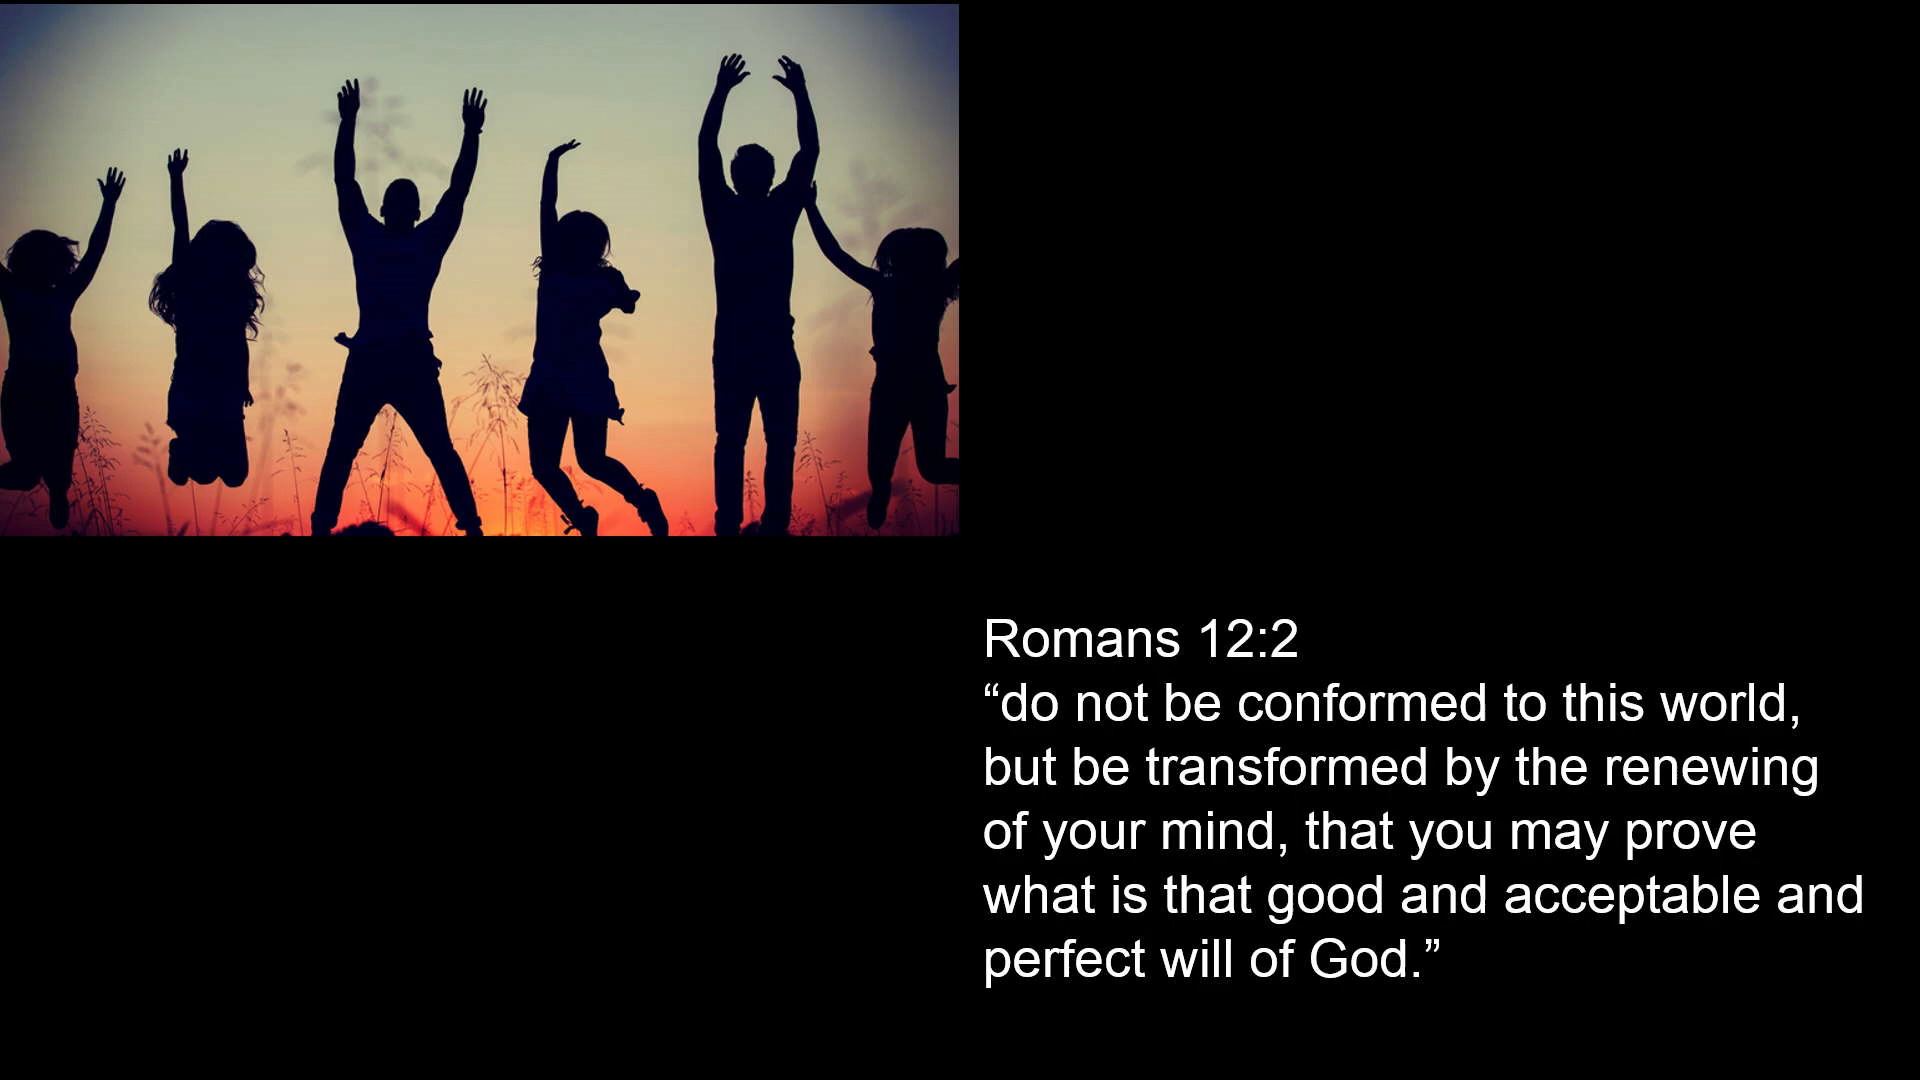 Romans 12:2
“do not be conformed to this world,
but be transformed by the renewing
of your mind, that you may prove
what is that good and acceptable and
perfect will of God.”